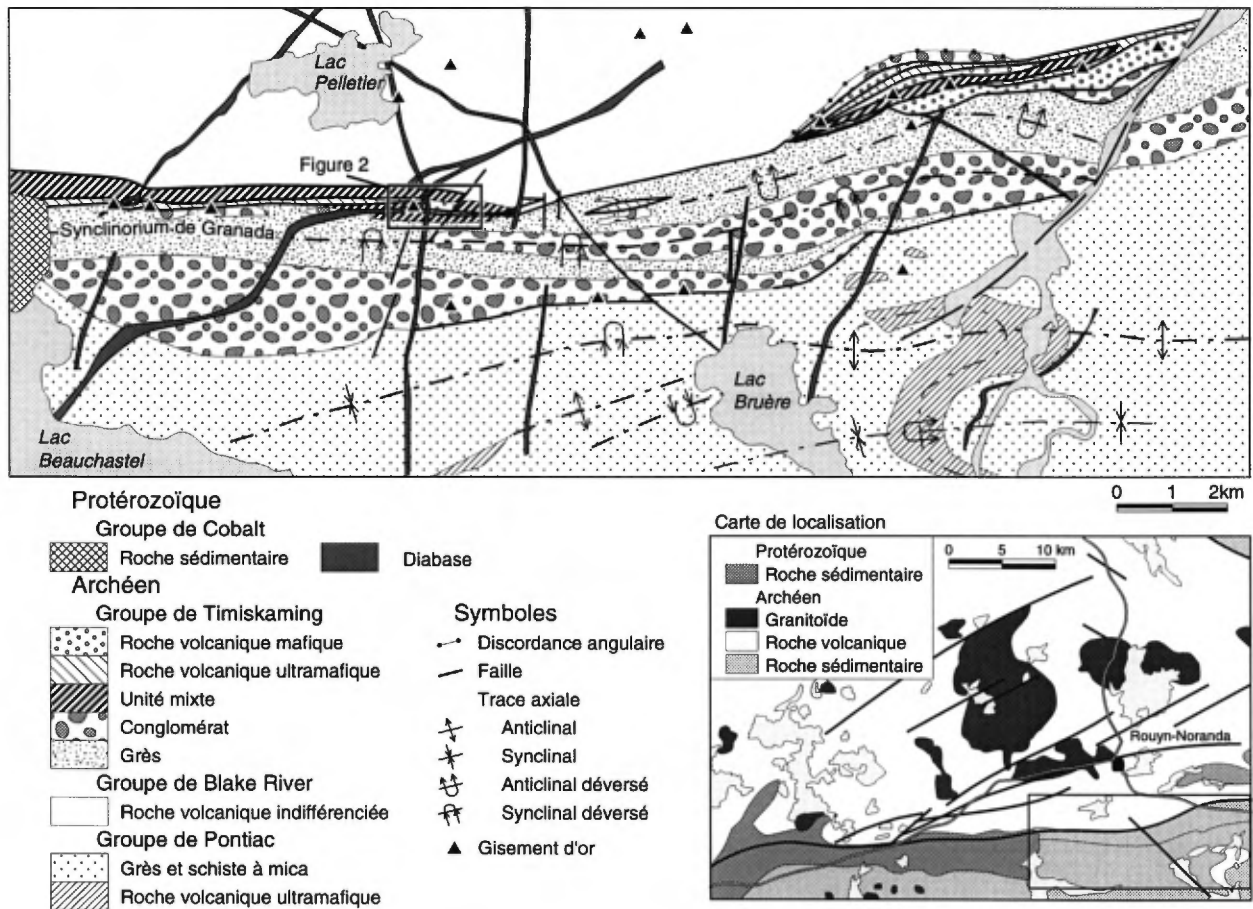 Lac
Pelletier
Figure 2
Synclinorium de Granada
Lac
Bruère
Lac
Beauchastel
0 1 2km
Protérozoïque
Groupe de Cobalt
Roche sédimentaire
Diabase
Archéen
Groupe de Timiskaming
Roche volcanique mafique
Roche volcanique ultramafique
Unité mixte
Conglomérat
Grès
Groupe de Blake River
Roche volcanique indifférenciée
Groupe de Pontiac
Grès et schiste à mica
Roche volcanique ultramafique
Symboles
Discordance angulaire
Faille
Trace axiale
Anticlinal
Synclinal
Anticlinal déversé
Synclinal déversé
Gisement d'or
Carte de localisation
Protérozoïque
Roche sédimentaire
Archéen
Granitoïde
Roche volcanique
Roche sédimentaire
0 5 10 km
Rouyn-Noranda